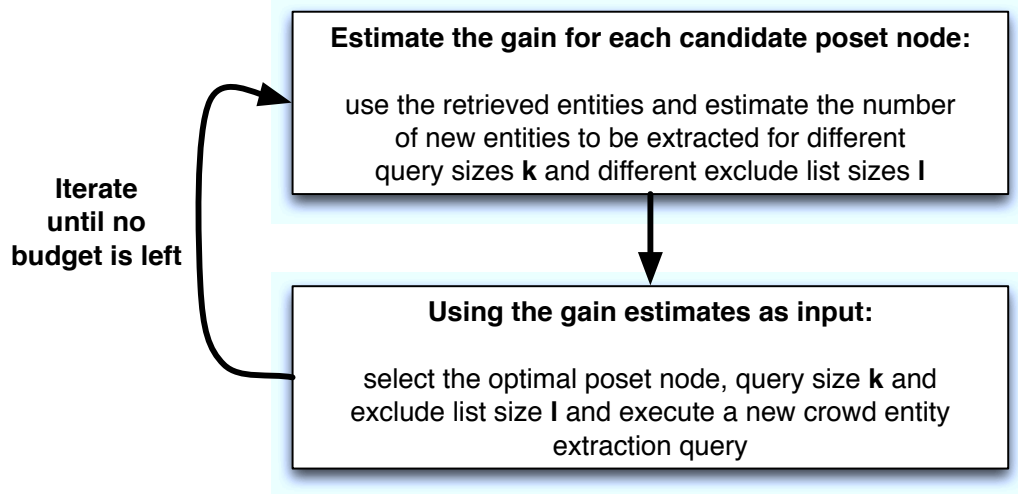 Estimate the gain for each candidate poset node:
use the retrieved entities and estimate the number
of new entities to be extracted for different
query sizes k and different exclude list sizes l
Iterate
until no
budget is left
Using the gain estimates as input:
select the optimal poset node, query size k and
exclude list size l and execute a new crowd entity
extraction query